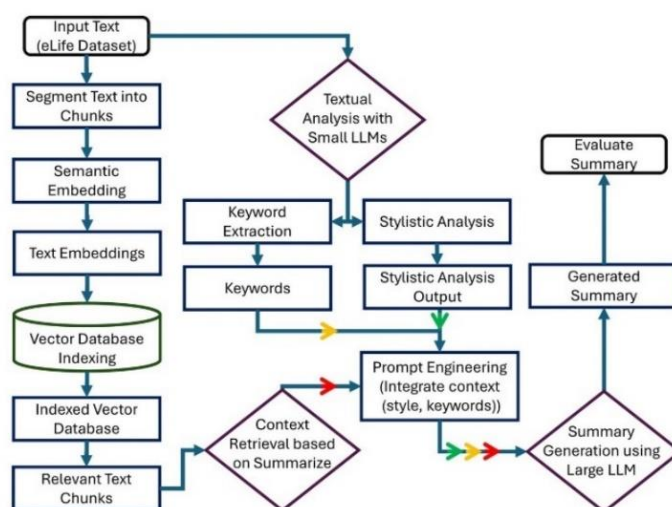 Input Text
(eLife Dataset)
Segment Text into
Chunks
Semantic
Embedding
Text Embeddings
Vector Database
Indexing
Indexed Vector
Database
Relevant Text
Chunks
Textual
Analysis with
Small LLMs
Keyword
Extraction
Stylistic Analysis
Keywords
Stylistic Analysis
Output
Context
Retrieval based
on Summarize
Prompt Engineering
(Integrate context
(style, keywords))
Summary
Generation using
Large LLM
Generated
Summary
Evaluate
Summary